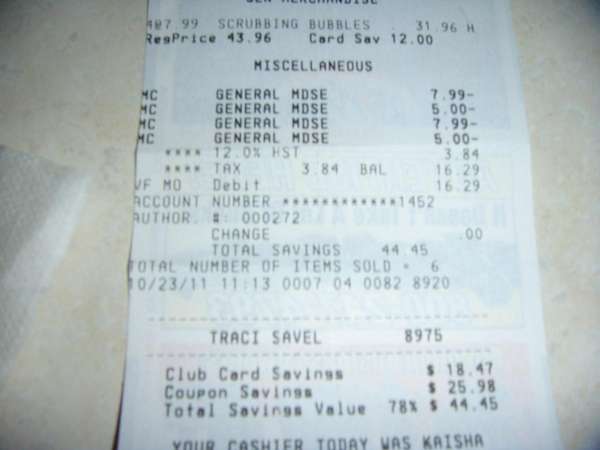 GEN MERCHANDISE
4@7.99 SCRUBBING BUBBLES . 31.96 H
RegPrice 43.96 Card Sav 12.00
MISCELLANEOUS
MC GENERAL MDSE 7.99-
MC GENERAL MDSE 5.00-
MC GENERAL MDSE 7.99-
MC GENERAL MDSE 5.00-
**** 12.0% HST 3.84
**** TAX 3.84 BAL 16.29
VF MO Debit 16.29
ACCOUNT NUMBER ************1452
AUTHOR. #: 000272
CHANGE .00
TOTAL SAVINGS 44.45
TOTAL NUMBER OF ITEMS SOLD = 6
10/23/11 11:13 0007 04 0082 8920
TRACI SAVEL 8975
Club Card Savings $ 18.47
Coupon Savings $ 25.98
Total Savings Value 78% $ 44.45
YOUR CASHIER TODAY WAS KAISHA